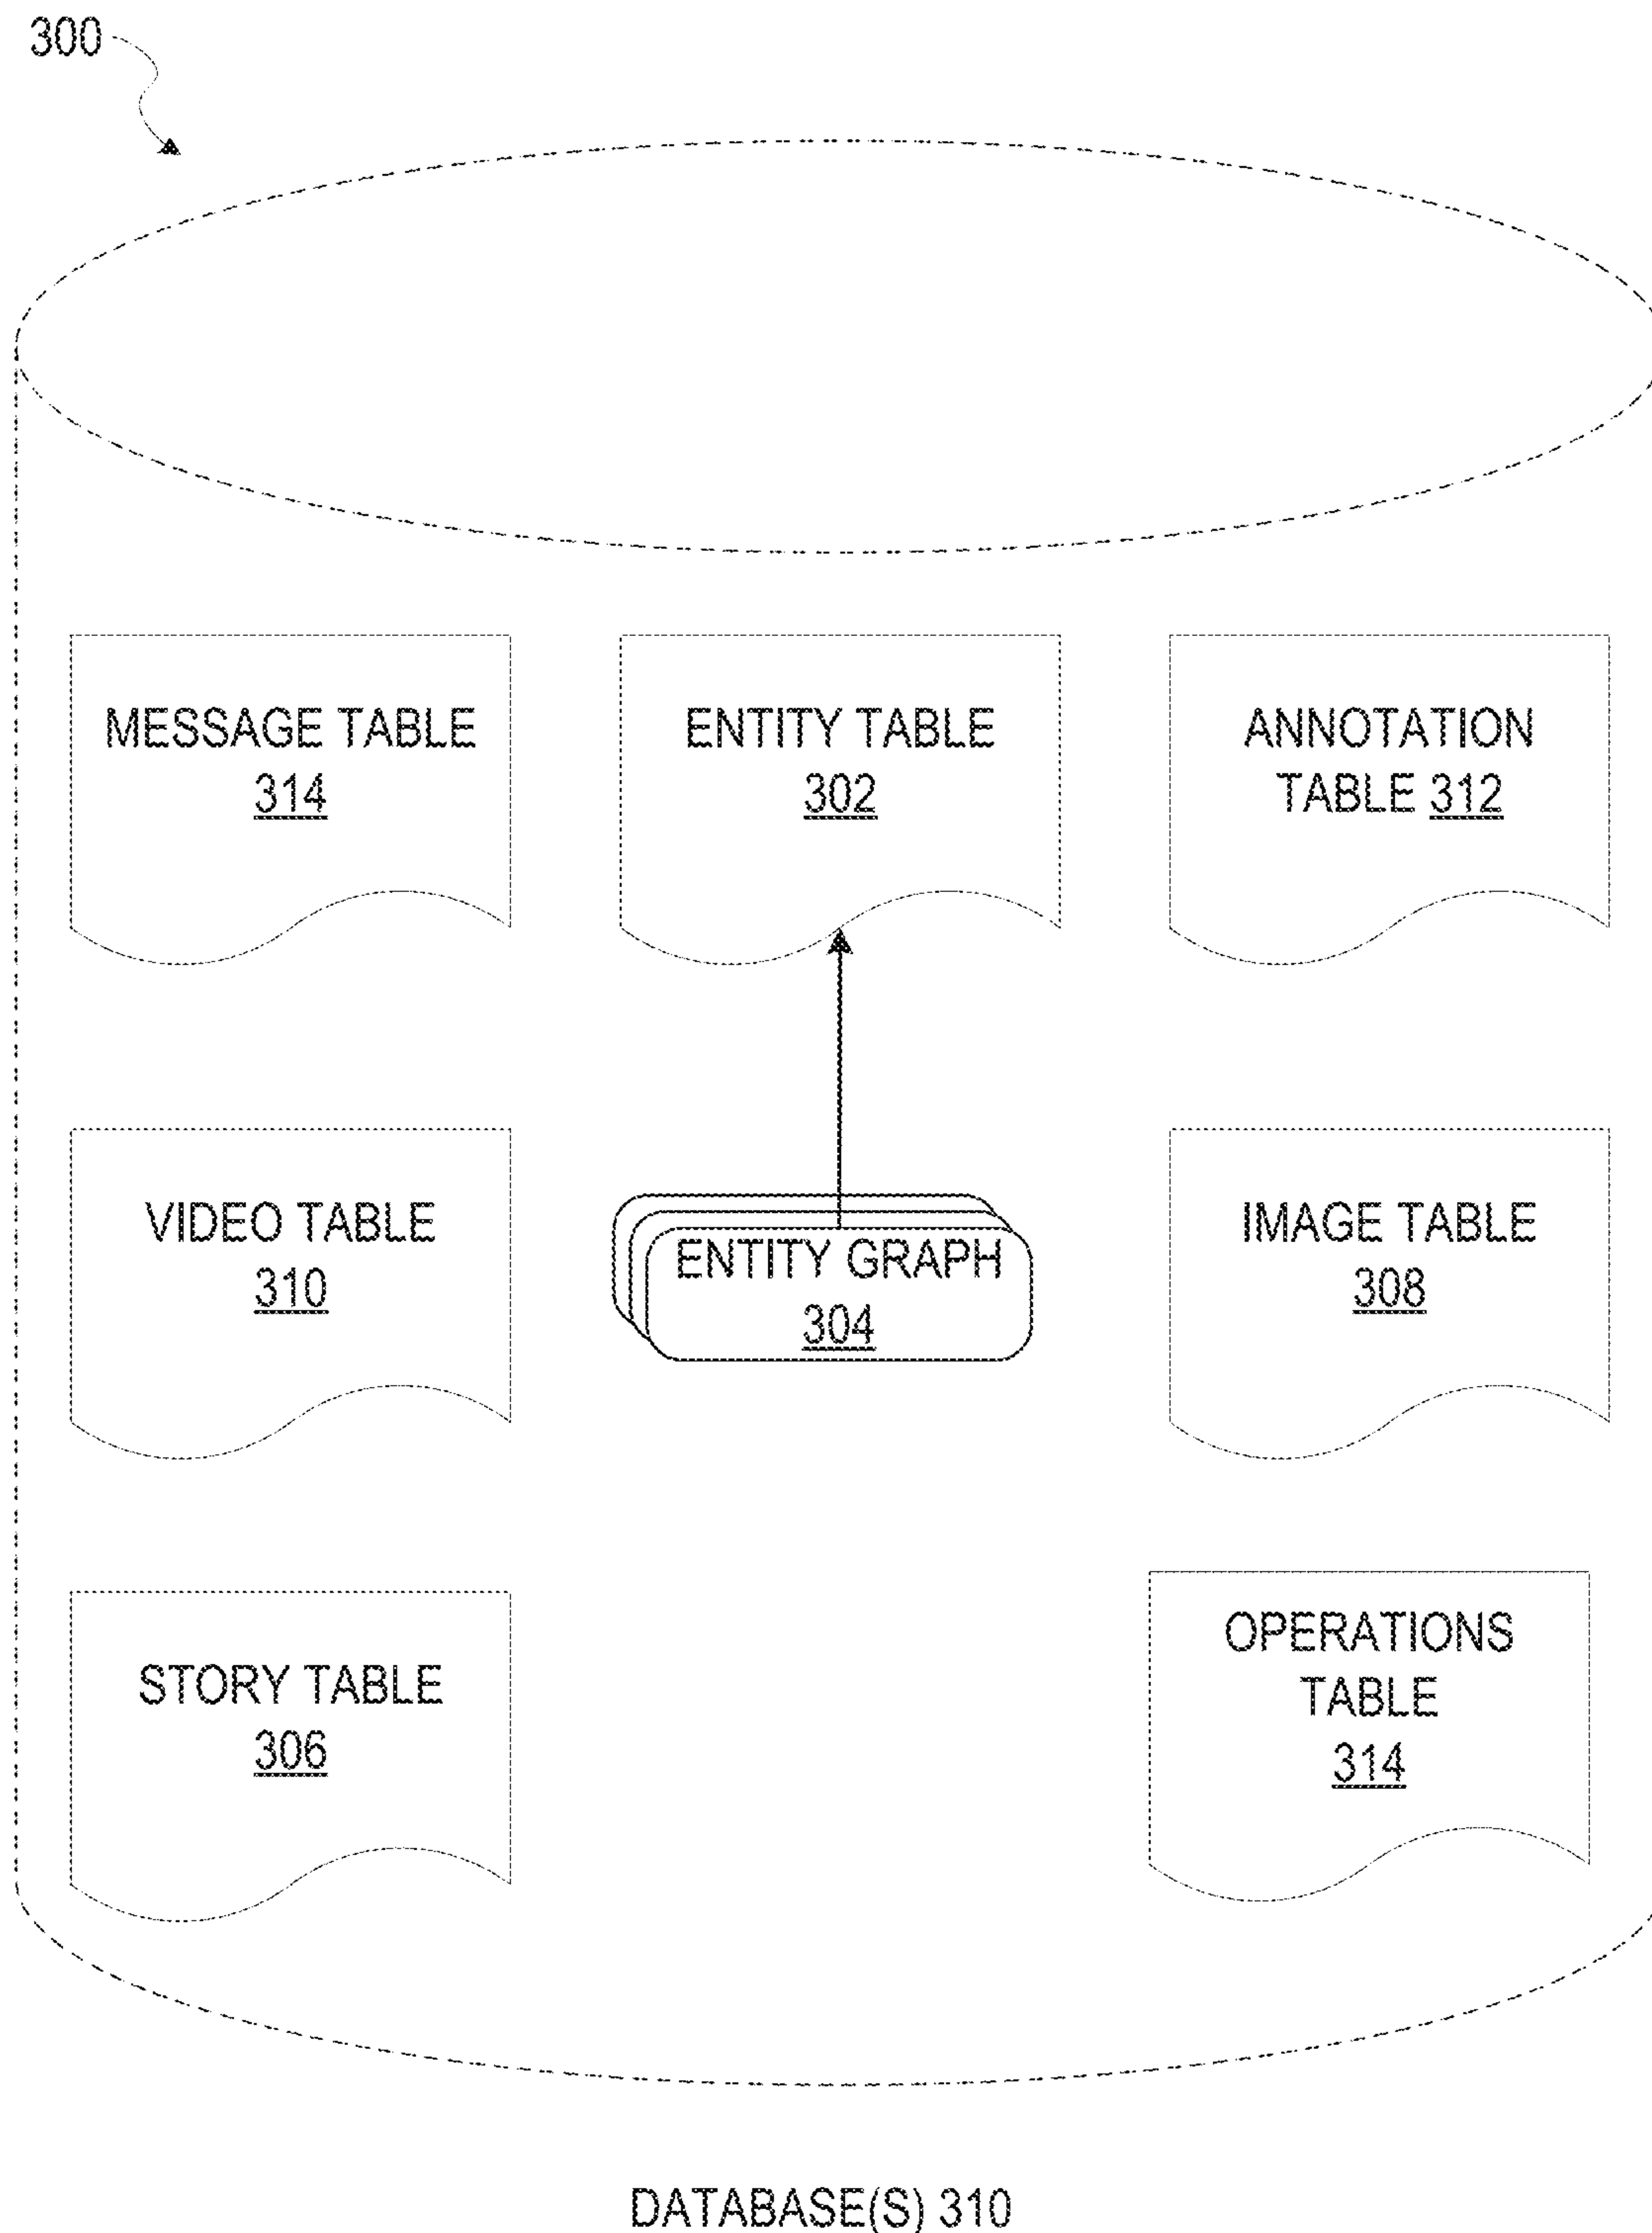 300
MESSAGE TABLE
314
ENTITY TABLE
302
ANNOTATION
TABLE 312
VIDEO TABLE
310
ENTITY GRAPH
304
IMAGE TABLE
308
STORY TABLE
306
OPERATIONS
TABLE
314
DATABASE(S) 310